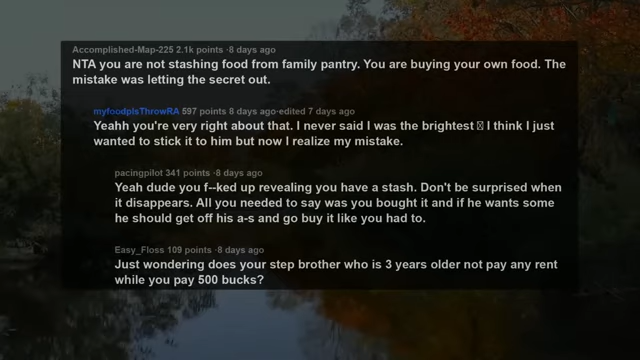 Accomplished-Map-225 2.1k points ·8 days ago
NTA you are not stashing food from family pantry. You are buying your own food. The
mistake was letting the secret out.
myfoodplsThrowRA 597 points 8 days ago·edited 7 days ago
Yeahh you're very right about that. I never said I was the brightest ▯ I think I just
wanted to stick it to him but now I realize my mistake.
pacingpilot 341 points ·8 days ago
Yeah dude you f--ked up revealing you have a stash. Don't be surprised when
it disappears. All you needed to say was you bought it and if he wants some
he should get off his a-s and go buy it like you had to.
Easy_Floss 109 points ·8 days ago
Just wondering does your step brother who is 3 years older not pay any rent
while you pay 500 bucks?